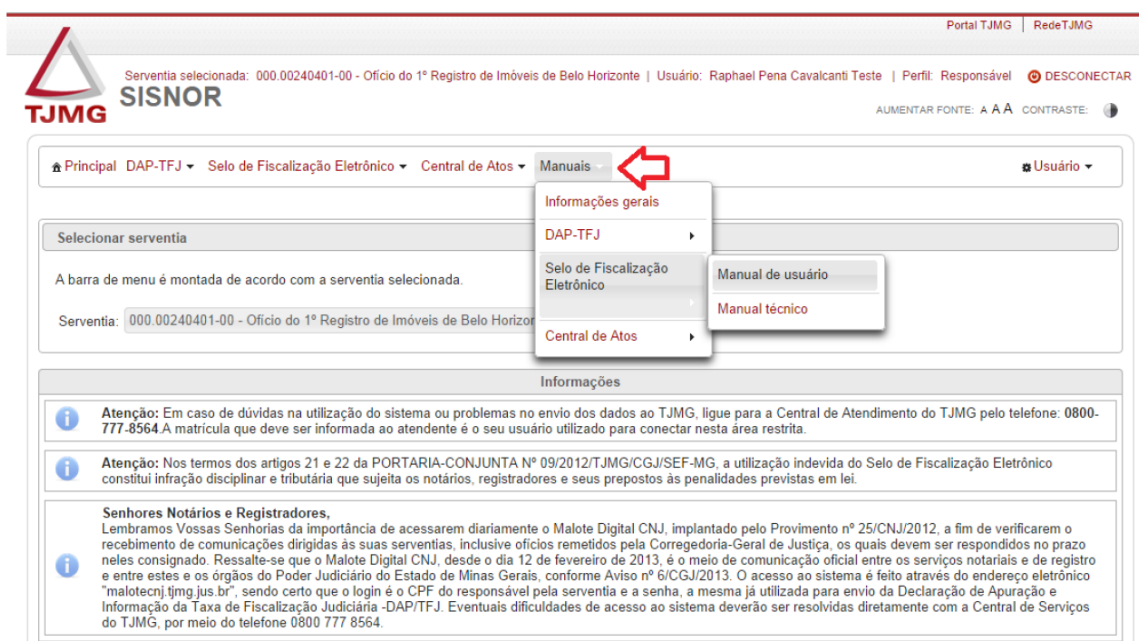 Portal TJMG | RedeTJMG
Serventia selecionada: 000.00240401-00 - Ofício do 1º Registro de Imóveis de Belo Horizonte | Usuário: Raphael Pena Cavalcanti Teste | Perfil: Responsável DESCONECTAR
TJMG
SISNOR
AUMENTAR FONTE: A A A CONTRASTE:
Principal DAP-TFJ Selo de Fiscalização Eletrônico Central de Atos Manuais Usuário
Informações gerais
DAP-TFJ
Selo de Fiscalização
Eletrônico
Central de Atos
Manual de usuário
Manual técnico
Selecionar serventia
A barra de menu é montada de acordo com a serventia selecionada.
Serventia: 000.00240401-00 - Ofício do 1º Registro de Imóveis de Belo Horizon
Informações
Atenção: Em caso de dúvidas na utilização do sistema ou problemas no envio dos dados ao TJMG, ligue para a Central de Atendimento do TJMG pelo telefone: 0800-
777-8564.A matrícula que deve ser informada ao atendente é o seu usuário utilizado para conectar nesta área restrita.
Atenção: Nos termos dos artigos 21 e 22 da PORTARIA-CONJUNTA Nº 09/2012/TJMG/CGJ/SEF-MG, a utilização indevida do Selo de Fiscalização Eletrônico
constitui infração disciplinar e tributária que sujeita os notários, registradores e seus prepostos às penalidades previstas em lei.
Senhores Notários e Registradores,
Lembramos Vossas Senhorias da importância de acessarem diariamente o Malote Digital CNJ, implantado pelo Provimento nº 25/CNJ/2012, a fim de verificarem o
recebimento de comunicações dirigidas às suas serventias, inclusive ofícios remetidos pela Corregedoria-Geral de Justiça, os quais devem ser respondidos no prazo
neles consignado. Ressalte-se que o Malote Digital CNJ, desde o dia 12 de fevereiro de 2013, é o meio de comunicação oficial entre os serviços notariais e de registro
e entre estes e os órgãos do Poder Judiciário do Estado de Minas Gerais, conforme Aviso nº 6/CGJ/2013. O acesso ao sistema é feito através do endereço eletrônico
"malotecnj.tjmg.jus.br", sendo certo que o login é o CPF do responsável pela serventia e a senha, a mesma já utilizada para envio da Declaração de Apuração e
Informação da Taxa de Fiscalização Judiciária -DAP/TFJ. Eventuais dificuldades de acesso ao sistema deverão ser resolvidas diretamente com a Central de Serviços
do TJMG, por meio do telefone 0800 777 8564.